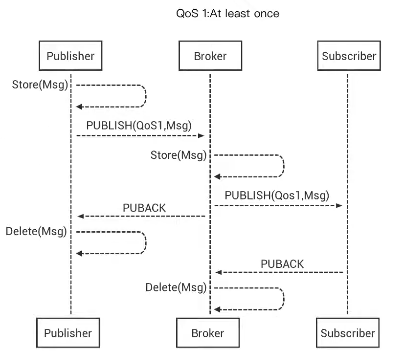 QoS 1:At least once
Publisher
Broker
Subscriber
Store(Msg)
PUBLISH(QoS1,Msg)
Store(Msg)
PUBLISH(Qos1,Msg)
PUBACK
Delete(Msg)
PUBACK
Delete(Msg)
Publisher
Broker
Subscriber